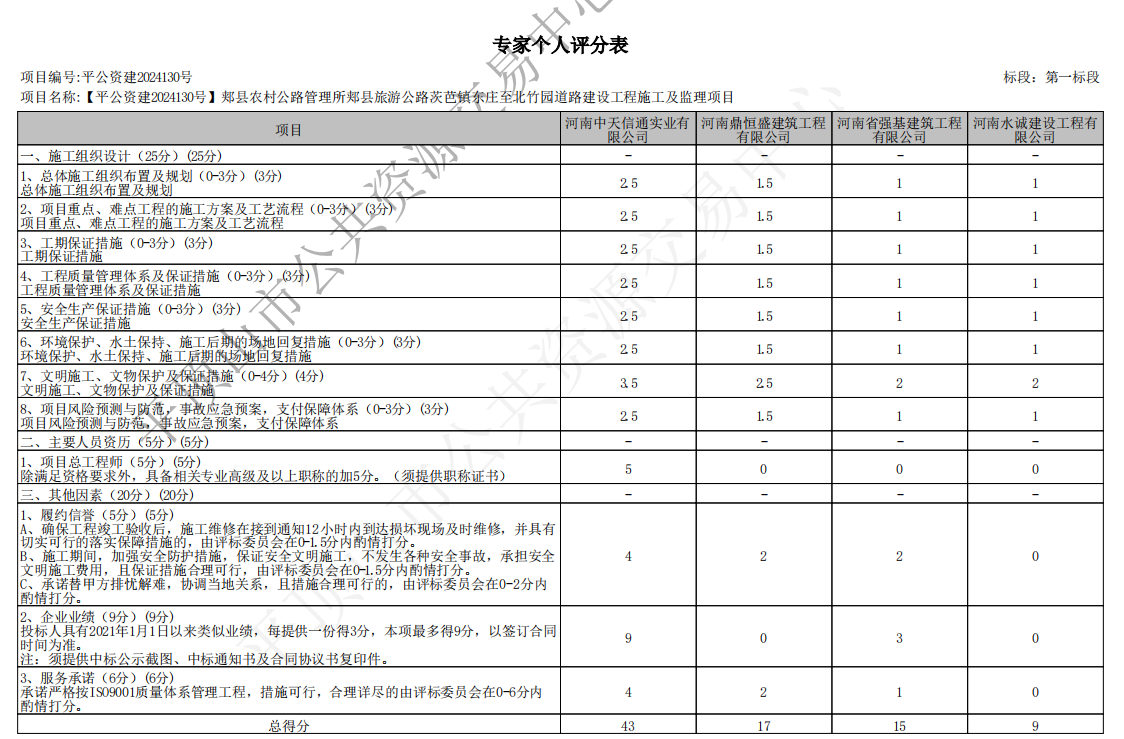 专家个人评分表
项目编号:平公资建2024130号 标段：第一标段
项目名称:【平公资建2024130号】郏县农村公路管理所郏县旅游公路茨芭镇余庄至北竹园道路建设工程施工及监理项目
项目 河南中天信通实业有限公司 河南鼎恒盛建筑工程有限公司 河南省强基建筑工程有限公司 河南水诚建设工程有限公司
一、施工组织设计（25分）(25分) - - - -
1、总体施工组织布置及规划（0-3分）(3分)
总体施工组织布置及规划 2.5 1.5 1 1
2、项目重点、难点工程的施工方案及工艺流程（0-3分）(3分)
项目重点、难点工程的施工方案及工艺流程 2.5 1.5 1 1
3、工期保证措施（0-3分）(3分)
工期保证措施 2.5 1.5 1 1
4、工程质量管理体系及保证措施（0-3分）(3分)
工程质量管理体系及保证措施 2.5 1.5 1 1
5、安全生产保证措施（0-3分）(3分)
安全生产保证措施 2.5 1.5 1 1
6、环境保护、水土保持、施工后期的场地回复措施（0-3分）(3分)
环境保护、水土保持、施工后期的场地回复措施 2.5 1.5 1 1
7、文明施工、文物保护及保证措施（0-4分）(4分)
文明施工、文物保护及保证措施 3.5 2.5 2 2
8、项目风险预测与防范，事故应急预案，支付保障体系（0-3分）(3分)
项目风险预测与防范，事故应急预案，支付保障体系 2.5 1.5 1 1
二、主要人员资历（5分）(5分) - - - -
1、项目总工程师（5分）(5分)
除满足资格要求外，具备相关专业高级及以上职称的加5分。（须提供职称证书） 5 0 0 0
三、其他因素（20分）(20分) - - - -
1、履约信誉（5分）(5分)
A、确保工程竣工验收后，施工维修在接到通知12小时内到达损坏现场及时维修，并具有
切实可行的落实保障措施的，由评标委员会在0-1.5分内酌情打分。
B、施工期间，加强安全防护措施，保证安全文明施工，不发生各种安全事故，承担安全
文明施工费用，且保证措施合理可行，由评标委员会在0-1.5分内酌情打分。
C、承诺替甲方排忧解难，协调当地关系，且措施合理可行的，由评标委员会在0-2分内
酌情打分。 4 2 2 0
2、企业业绩（9分）(9分)
投标人具有2021年1月1日以来类似业绩，每提供一份得3分，本项最多得9分，以签订合同
时间为准。
注：须提供中标公示截图、中标通知书及合同协议书复印件。 9 0 3 0
3、服务承诺（6分）(6分)
承诺严格按ISO9001质量体系管理工程，措施可行，合理详尽的由评标委员会在0-6分内
酌情打分。 4 2 1 0
总得分 43 17 15 9
平顶山市公共资源交易中心
平顶山市公共资源交易中心